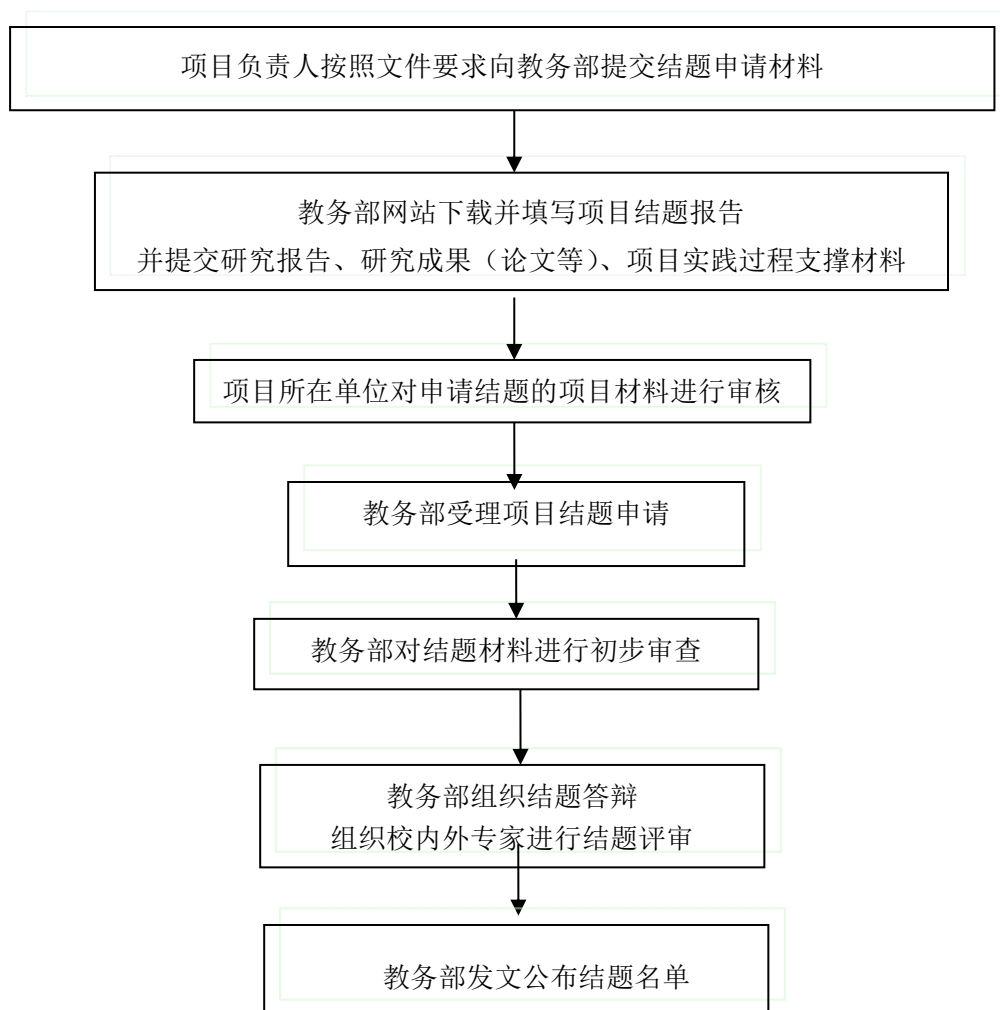 项目负责人按照文件要求向教务部提交结题申请材料
教务部网站下载并填写项目结题报告
并提交研究报告、研究成果（论文等）、项目实践过程支撑材料
项目所在单位对申请结题的项目材料进行审核
教务部受理项目结题申请
教务部对结题材料进行初步审查
教务部组织结题答辩
组织校内外专家进行结题评审
教务部发文公布结题名单